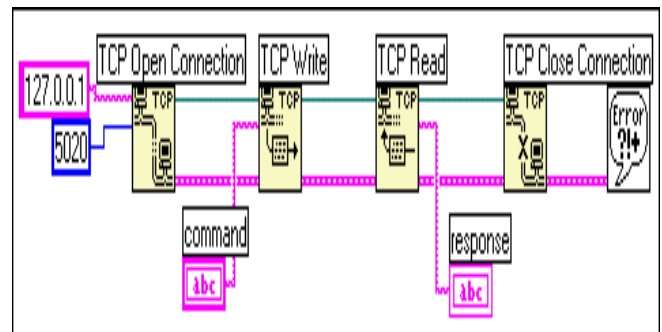 TCP Open Connection
TCP Write
TCP Read
TCP Close Connection
127.0.0.1
TCP
TCP
TCP
TCP
Error
?!+
5020
command
response
abc
abc